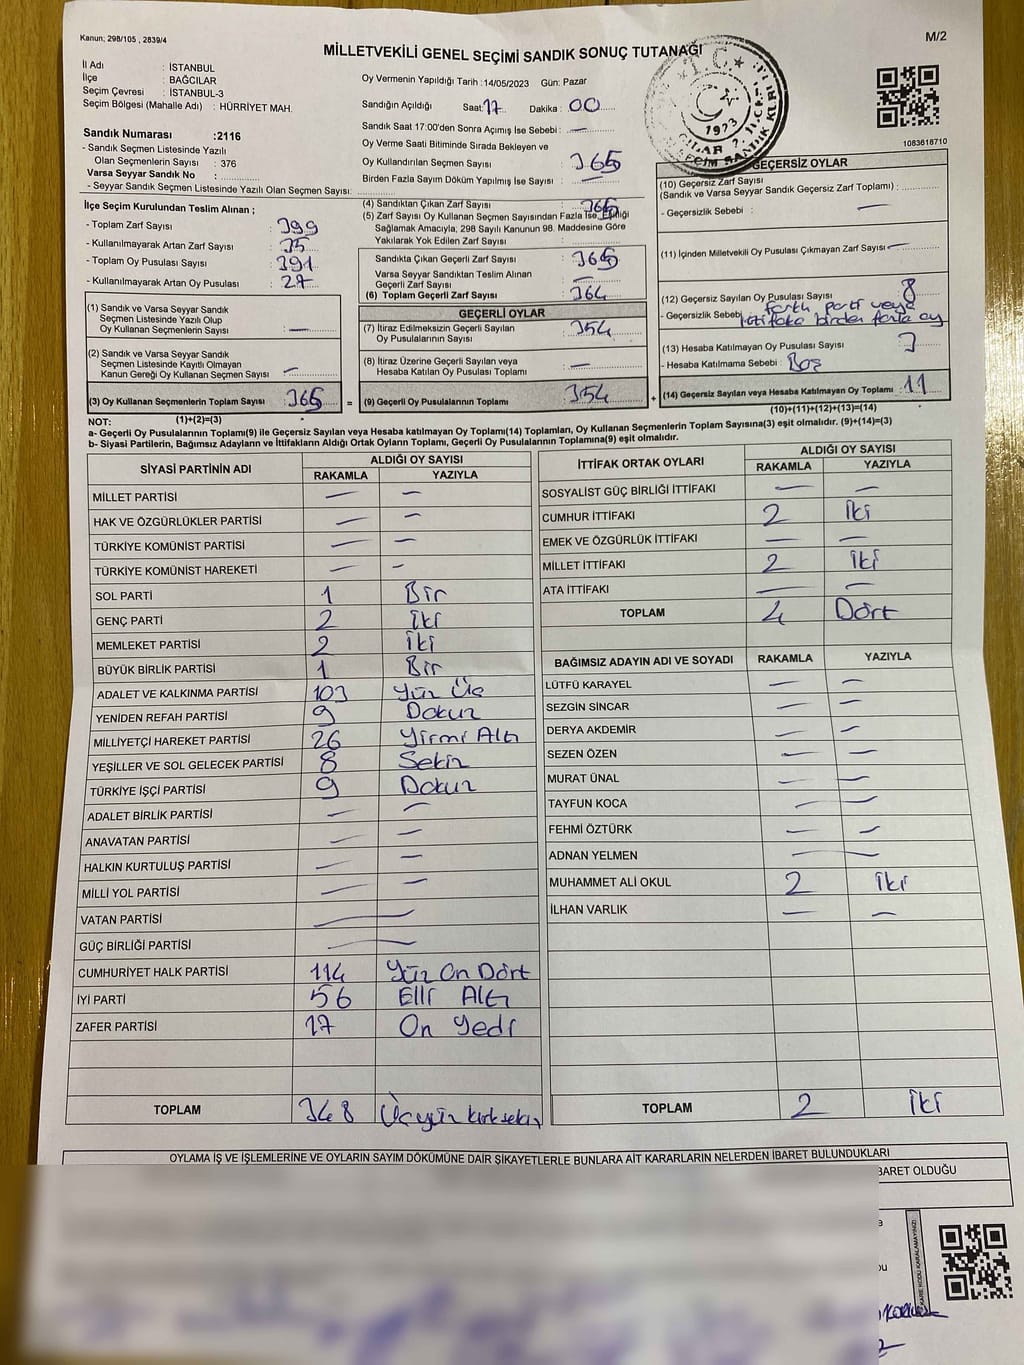 Kanun; 298/105 , 2839/4
M/2
MİLLETVEKİLİ GENEL SEÇİMİ SANDIK SONUÇ TUTANAĞI
İl Adı : İSTANBUL
İlçe : BAĞCILAR
Seçim Çevresi : İSTANBUL-3
Seçim Bölgesi (Mahalle Adı) : HÜRRİYET MAH.
Sandık Numarası :2116
- Sandık Seçmen Listesinde Yazılı
Olan Seçmenlerin Sayısı : 376
Varsa Seyyar Sandık No :
- Seyyar Sandık Seçmen Listesinde Yazılı Olan Seçmen Sayısı:
İlçe Seçim Kurulundan Teslim Alınan ;
- Toplam Zarf Sayısı : 399
- Kullanılmayarak Artan Zarf Sayısı : 35
- Toplam Oy Pusulası Sayısı : 391
- Kullanılmayarak Artan Oy Pusulası : 27
(1) Sandık ve Varsa Seyyar Sandık
Seçmen Listesinde Yazılı Olup
Oy Kullanan Seçmenlerin Sayısı : —
(2) Sandık ve Varsa Seyyar Sandık
Seçmen Listesinde Kayıtlı Olmayan
Kanun Gereği Oy Kullanan Seçmen Sayısı : —
(3) Oy Kullanan Seçmenlerin Toplam Sayısı : 365
(1)+(2)=(3)
Oy Vermenin Yapıldığı Tarih : 14/05/2023 Gün: Pazar
Sandığın Açıldığı Saat: 17 Dakika : 00
Sandık Saat 17:00'den Sonra Açımış İse Sebebi : —
Oy Verme Saati Bitiminde Sırada Bekleyen ve
Oy Kullandırılan Seçmen Sayısı : 365
Birden Fazla Sayım Döküm Yapılmış İse Sayısı : —
(4) Sandıktan Çıkan Zarf Sayısı : 365
(5) Zarf Sayısı Oy Kullanan Seçmen Sayısından Fazla İse, Eşitliği
Sağlamak Amacıyla; 298 Sayılı Kanunun 98. Maddesine Göre
Yakılarak Yok Edilen Zarf Sayısı :
Sandıkta Çıkan Geçerli Zarf Sayısı : 365
Varsa Seyyar Sandıktan Teslim Alınan
Geçerli Zarf Sayısı : —
(6) Toplam Geçerli Zarf Sayısı : 364
GEÇERLİ OYLAR
(7) İtiraz Edilmeksizin Geçerli Sayılan
Oy Pusulalarının Sayısı : 354
(8) İtiraz Üzerine Geçerli Sayılan veya
Hesaba Katılan Oy Pusulaları Toplamı : —
= (9) Geçerli Oy Pusulalarının Toplamı : 354 +
T.C.
1923
1083618710
GEÇERSİZ OYLAR
(10) Geçersiz Zarf Sayısı
(Sandık ve Varsa Seyyar Sandık Geçersiz Zarf Toplamı) :
- Geçersizlik Sebebi : —
(11) İçinden Milletvekili Oy Pusulası Çıkmayan Zarf Sayısı : —
(12) Geçersiz Sayılan Oy Pusulası Sayısı : 8
- Geçersizlik Sebebi : farklı parti veya
ittifaka birden fazla oy
(13) Hesaba Katılmayan Oy Pusulası Sayısı : 3
- Hesaba Katılmama Sebebi : Boş
(14) Geçersiz Sayılan veya Hesaba Katılmayan Oy Toplamı : 11
(10)+(11)+(12)+(13)=(14)
NOT:
a- Geçerli Oy Pusulalarının Toplamı(9) ile Geçersiz Sayılan veya Hesaba katılmayan Oy Toplamı(14) Toplamları, Oy Kullanan Seçmenlerin Toplam Sayısına(3) eşit olmalıdır. (9)+(14)=(3)
b- Siyasi Partilerin, Bağımsız Adayların ve İttifakların Aldığı Ortak Oyların Toplamı, Geçerli Oy Pusulalarının Toplamına(9) eşit olmalıdır.
SİYASİ PARTİNİN ADI ALDIĞI OY SAYISI
RAKAMLA YAZIYLA
MİLLET PARTİSİ — —
HAK VE ÖZGÜRLÜKLER PARTİSİ — —
TÜRKİYE KOMÜNİST PARTİSİ — —
TÜRKİYE KOMÜNİST HAREKETİ — —
SOL PARTİ 1 Bir
GENÇ PARTİ 2 İki
MEMLEKET PARTİSİ 2 İki
BÜYÜK BİRLİK PARTİSİ 1 Bir
ADALET VE KALKINMA PARTİSİ 103 Yüz Üç
YENİDEN REFAH PARTİSİ 9 Dokuz
MİLLİYETÇİ HAREKET PARTİSİ 26 Yirmi Altı
YEŞİLLER VE SOL GELECEK PARTİSİ 8 Sekiz
TÜRKİYE İŞÇİ PARTİSİ 9 Dokuz
ADALET BİRLİK PARTİSİ — —
ANAVATAN PARTİSİ — —
HALKIN KURTULUŞ PARTİSİ — —
MİLLİ YOL PARTİSİ — —
VATAN PARTİSİ — —
GÜÇ BİRLİĞİ PARTİSİ — —
CUMHURİYET HALK PARTİSİ 114 Yüz On Dört
İYİ PARTİ 56 Elli Altı
ZAFER PARTİSİ 17 On Yedi
TOPLAM 348 Üçyüz kırksekiz
İTTİFAK ORTAK OYLARI ALDIĞI OY SAYISI
RAKAMLA YAZIYLA
SOSYALİST GÜÇ BİRLİĞİ İTTİFAKI — —
CUMHUR İTTİFAKI 2 İki
EMEK VE ÖZGÜRLÜK İTTİFAKI — —
MİLLET İTTİFAKI 2 İki
ATA İTTİFAKI — —
TOPLAM 4 Dört
BAĞIMSIZ ADAYIN ADI VE SOYADI RAKAMLA YAZIYLA
LÜTFÜ KARAYEL — —
SEZGİN SİNCAR — —
DERYA AKDEMİR — —
SEZEN ÖZEN — —
MURAT ÜNAL — —
TAYFUN KOCA — —
FEHMİ ÖZTÜRK — —
ADNAN YELMEN — —
MUHAMMET ALİ OKUL 2 İki
İLHAN VARLIK — —
TOPLAM 2 İki
OYLAMA İŞ VE İŞLEMLERİNE VE OYLARIN SAYIM DÖKÜMÜNE DAİR ŞİKAYETLERLE BUNLARA AİT KARARLARIN NELERDEN İBARET BULUNDUKLARI
BARET OLDUĞU
KARE KODU KARALAMAYINIZ!